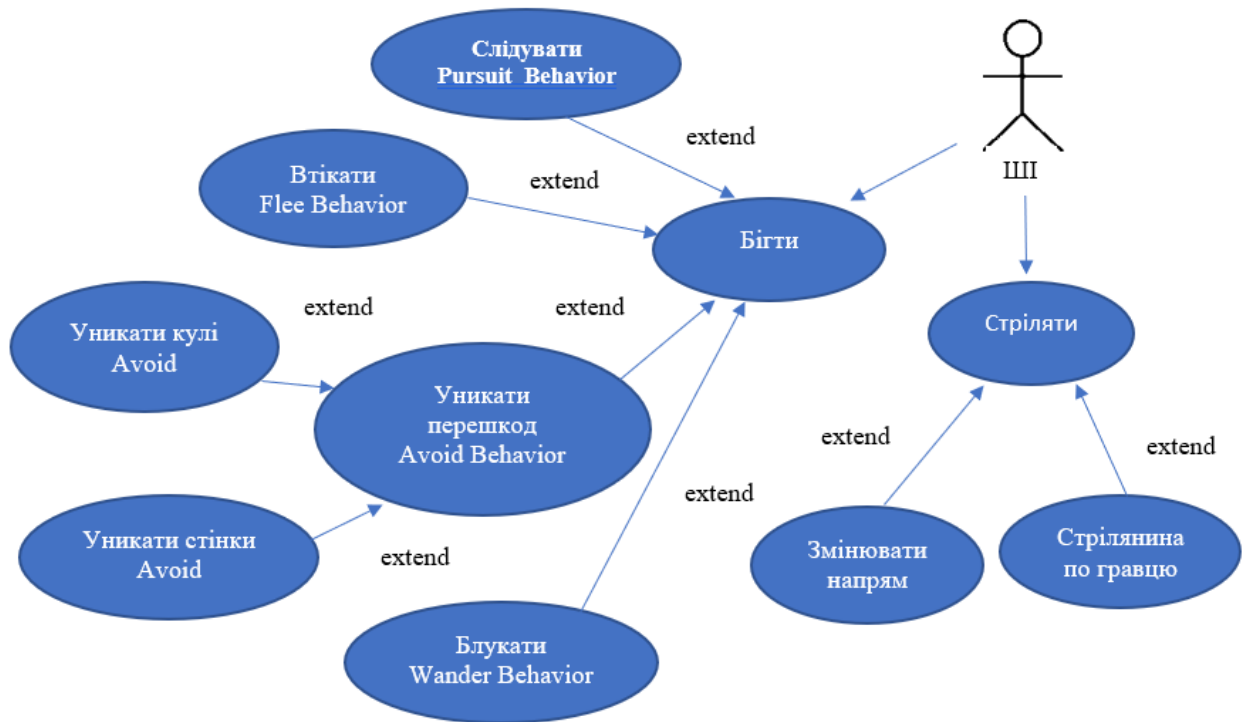 Слідувати
Pursuit Behavior
extend
ШІ
Втікати
Flee Behavior
extend
Бігти
Уникати кулі
Avoid
extend
extend
Стріляти
Уникати
перешкод
Avoid Behavior
extend
extend
extend
Уникати стінки
Avoid
extend
Змінювати
напрям
Стрілянина
по гравцю
Блукати
Wander Behavior